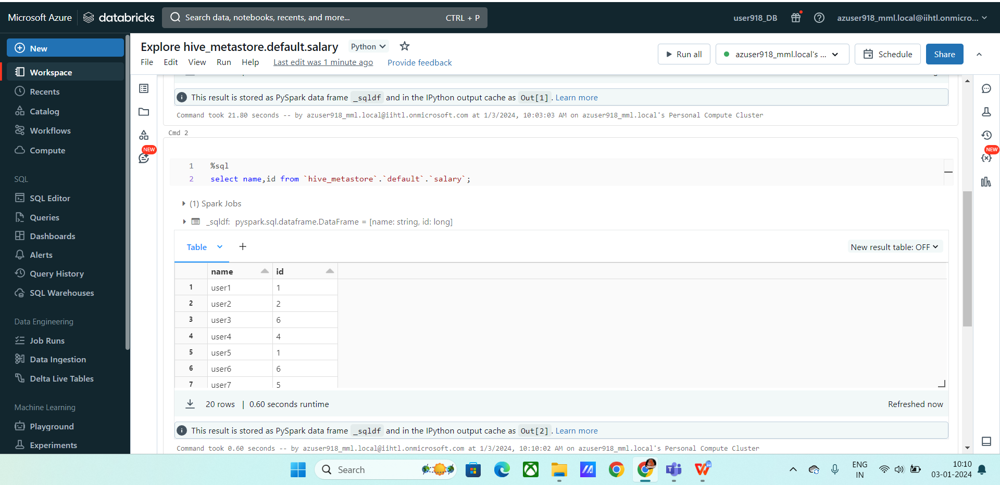 Microsoft Azure databricks Search data, notebooks, recents, and more... CTRL + P user918_DB azuser918_mml.local@iihtl.onmicro...
New
Workspace
Recents
Catalog
Workflows
Compute
SQL
SQL Editor
Queries
Dashboards
Alerts
Query History
SQL Warehouses
Data Engineering
Job Runs
Data Ingestion
Delta Live Tables
Machine Learning
Playground
Experiments
Explore hive_metastore.default.salary Python
File Edit View Run Help Last edit was 1 minute ago Provide feedback
Run all azuser918_mml.local's ... Schedule Share
NEW
This result is stored as PySpark data frame _sqldf and in the IPython output cache as Out[1] . Learn more
Command took 21.80 seconds -- by azuser918_mml.local@iihtl.onmicrosoft.com at 1/3/2024, 10:03:03 AM on azuser918_mml.local's Personal Compute Cluster
Cmd 2
1 %sql
2 select name,id from `hive_metastore`.`default`.`salary`;
(1) Spark Jobs
_sqldf: pyspark.sql.dataframe.DataFrame = [name: string, id: long]
Table + New result table: OFF
name id
1 user1 1
2 user2 2
3 user3 6
4 user4 4
5 user5 1
6 user6 6
7 user7 5
20 rows | 0.60 seconds runtime Refreshed now
This result is stored as PySpark data frame _sqldf and in the IPython output cache as Out[2] . Learn more
Command took 0.60 seconds -- by azuser918_mml.local@iihtl.onmicrosoft.com at 1/3/2024, 10:10:02 AM on azuser918_mml.local's Personal Compute Cluster
NEW
Search
ENG
IN
10:10
03-01-2024